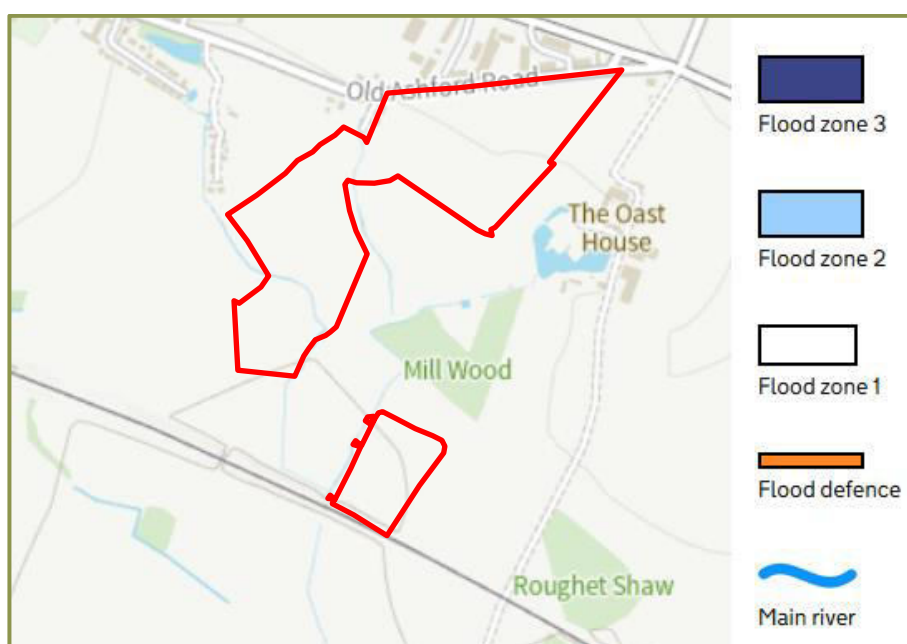 Old Ashford Road
The Oast
House
Mill Wood
Roughet Shaw
Flood zone 3
Flood zone 2
Flood zone 1
Flood defence
Main river